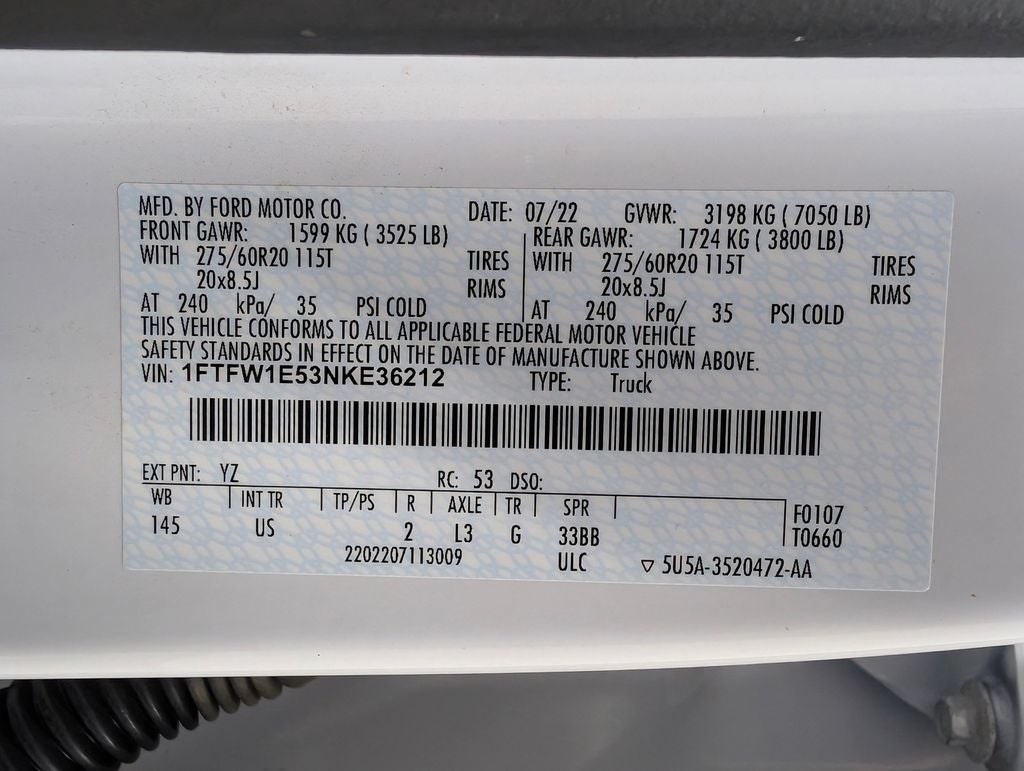 MFD. BY FORD MOTOR CO. DATE: 07/22 GVWR: 3198 KG ( 7050 LB)
FRONT GAWR: 1599 KG ( 3525 LB) REAR GAWR: 1724 KG ( 3800 LB)
WITH 275/60R20 115T TIRES WITH 275/60R20 115T TIRES
20x8.5J RIMS 20x8.5J RIMS
AT 240 kPa/ 35 PSI COLD AT 240 kPa/ 35 PSI COLD
THIS VEHICLE CONFORMS TO ALL APPLICABLE FEDERAL MOTOR VEHICLE
SAFETY STANDARDS IN EFFECT ON THE DATE OF MANUFACTURE SHOWN ABOVE.
VIN: 1FTFW1E53NKE36212 TYPE: Truck
EXT PNT: YZ RC: 53 DSO:
WB INT TR TP/PS R AXLE TR SPR F0107
145 US 2 L3 G 33BB T0660
2202207113009 ULC ▽ 5U5A-3520472-AA